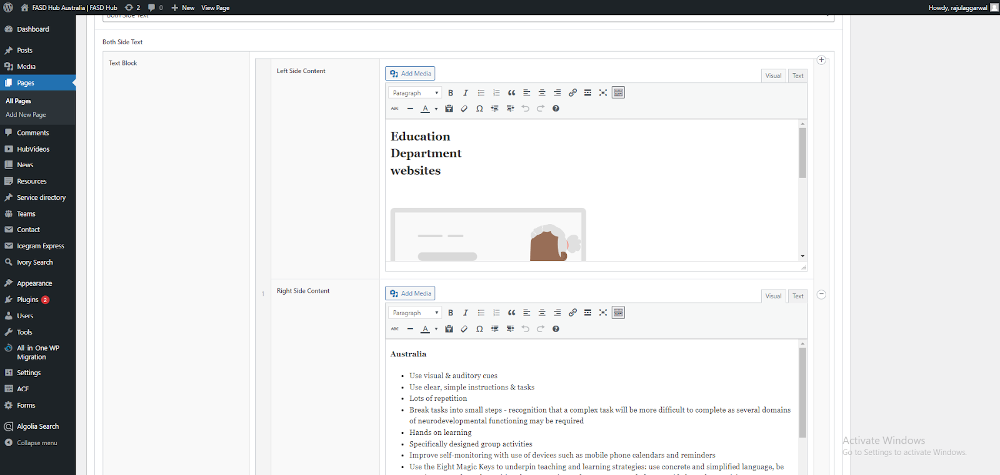 FASD Hub Australia | FASD Hub 2 0 New View Page Howdy, rajulaggarwal
Both Side Text
Dashboard
Posts
Media
Pages
All Pages
Add New Page
Comments
HubVideos
News
Resources
Service directory
Teams
Contact
Icegram Express
Ivory Search
Appearance
Plugins 2
Users
Tools
All-in-One WP
Migration
Settings
ACF
Forms
Algolia Search
Collapse menu
Both Side Text
Text Block
Left Side Content
Add Media
Visual Text
Paragraph B I
ABC A Ω
Education
Department
websites
1
Right Side Content
Add Media
Visual Text
Paragraph B I
ABC A Ω
Australia
• Use visual & auditory cues
• Use clear, simple instructions & tasks
• Lots of repetition
• Break tasks into small steps - recognition that a complex task will be more difficult to complete as several domains
of neurodevelopmental functioning may be required
• Hands on learning
• Specifically designed group activities
• Improve self-monitoring with use of devices such as mobile phone calendars and reminders
• Use the Eight Magic Keys to underpin teaching and learning strategies: use concrete and simplified language, be
Activate Windows
Go to Settings to activate Windows.